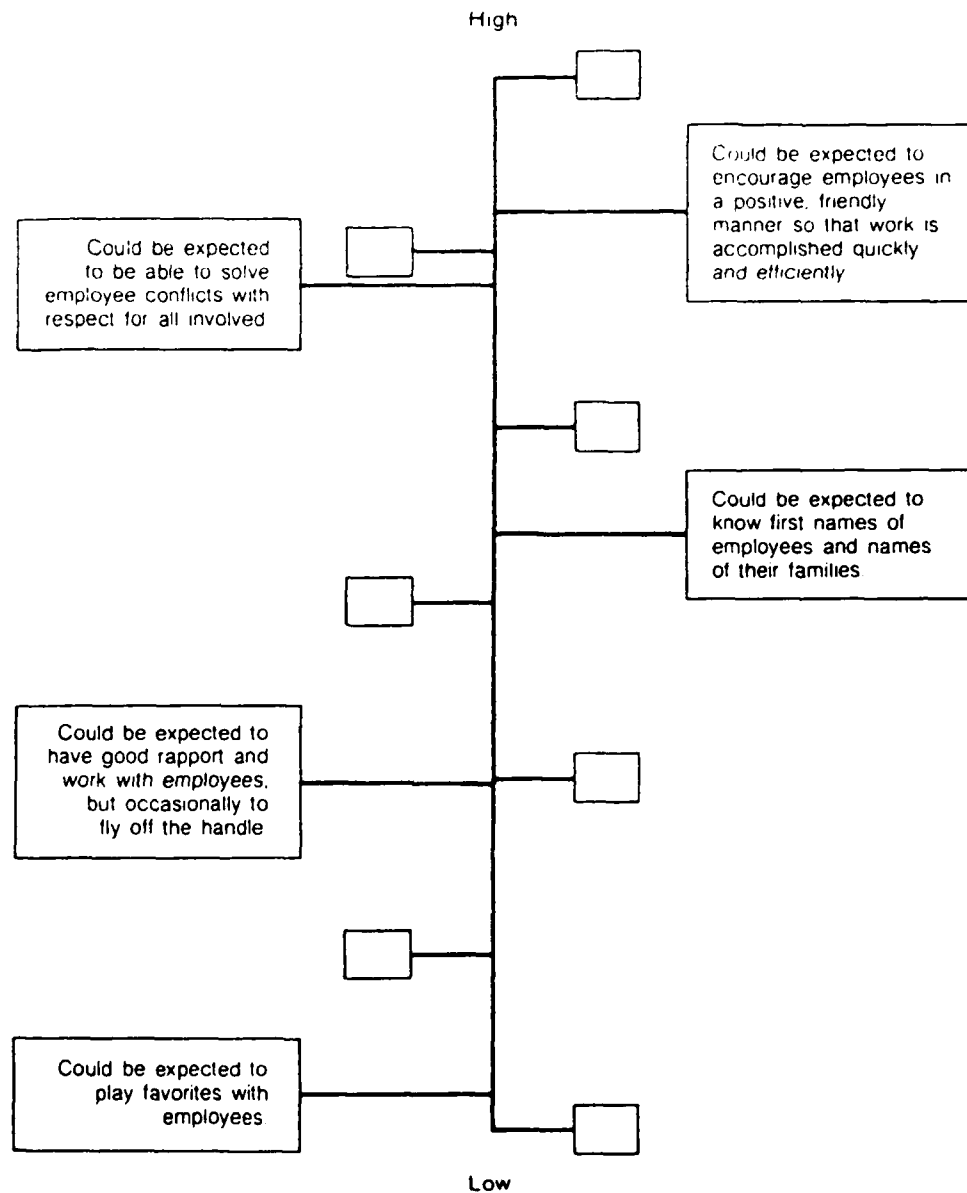 High
Could be expected to
encourage employees in
a positive, friendly
manner so that work is
accomplished quickly
and efficiently
Could be expected
to be able to solve
employee conflicts with
respect for all involved
Could be expected to
know first names of
employees and names
of their families
Could be expected to
have good rapport and
work with employees,
but occasionally to
fly off the handle
Could be expected to
play favorites with
employees
Low